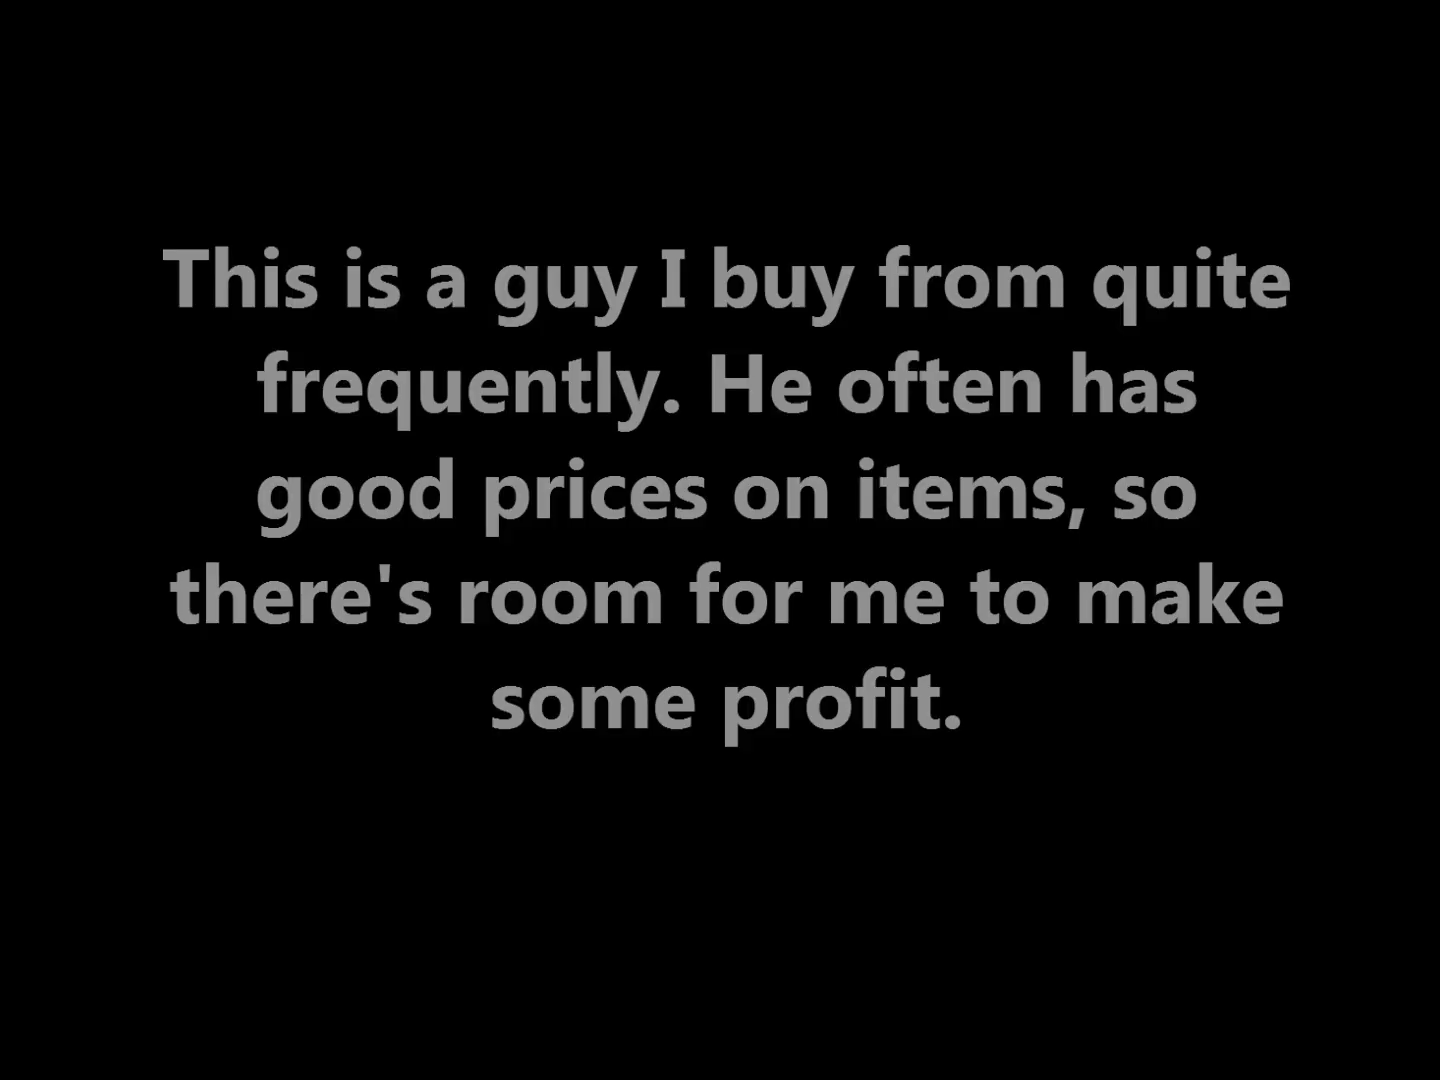 This is a guy I buy from quite
frequently. He often has
good prices on items, so
there's room for me to make
some profit.